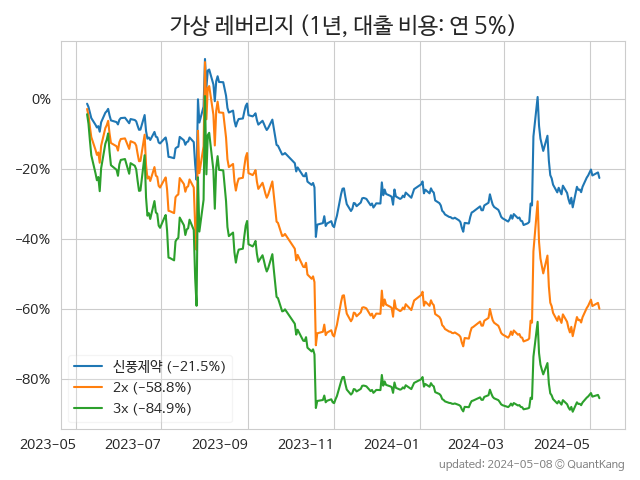 가상 레버리지 (1년, 대출 비용: 연 5%)
0%
−20%
−40%
−60%
−80%
신풍제약 (−21.5%)
2x (−58.8%)
3x (−84.9%)
2023-05 2023-07 2023-09 2023-11 2024-01 2024-03 2024-05
updated: 2024-05-08 © QuantKang